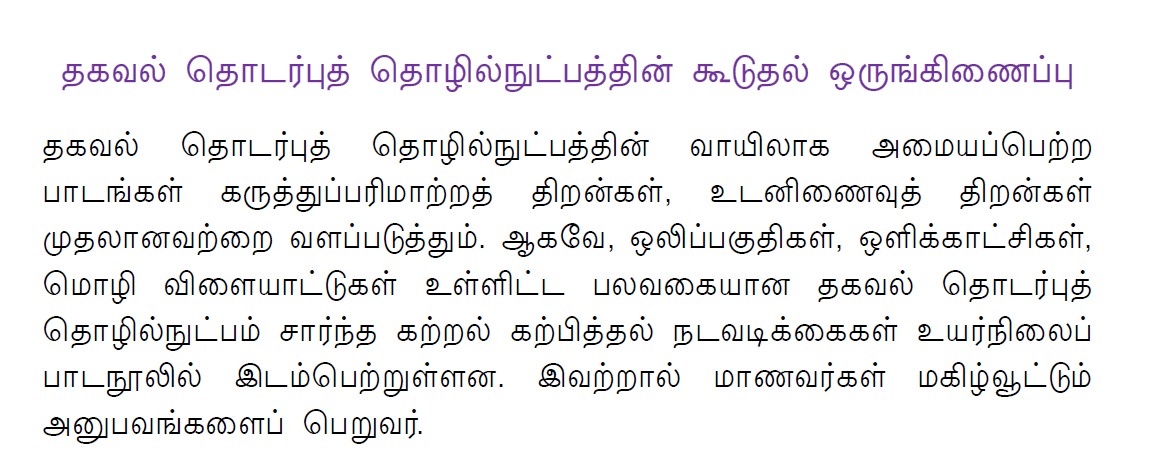 தகவல் தொடர்புத் தொழில்நுட்பத்தின் கூடுதல் ஒருங்கிணைப்பு
தகவல் தொடர்புத் தொழில்நுட்பத்தின் வாயிலாக அமையப்பெற்ற
பாடங்கள் கருத்துப்பரிமாற்றத் திறன்கள், உடனிணைவுத் திறன்கள்
முதலானவற்றை வளப்படுத்தும். ஆகவே, ஒலிப்பகுதிகள், ஒளிக்காட்சிகள்,
மொழி விளையாட்டுகள் உள்ளிட்ட பலவகையான தகவல் தொடர்புத்
தொழில்நுட்பம் சார்ந்த கற்றல் கற்பித்தல் நடவடிக்கைகள் உயர்நிலைப்
பாடநூலில் இடம்பெற்றுள்ளன. இவற்றால் மாணவர்கள் மகிழ்வூட்டும்
அனுபவங்களைப் பெறுவர்.